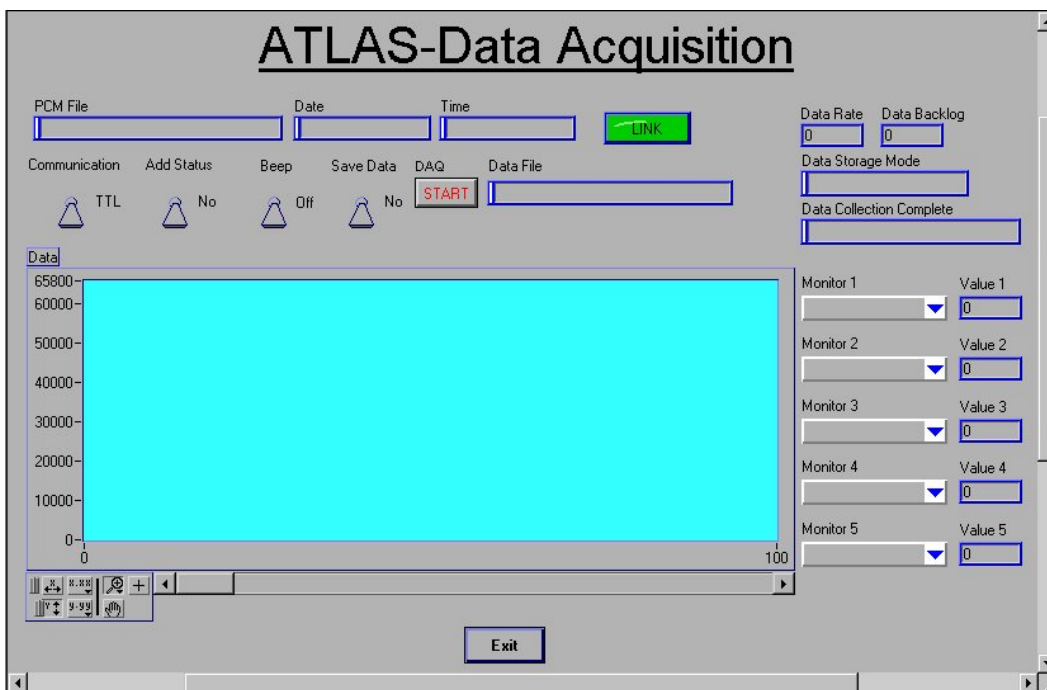 ATLAS-Data Acquisition
PCM File
Date
Time
LINK
Data Rate
Data Backlog
0
0
Communication
Add Status
Beep
Save Data
DAQ
Data File
Data Storage Mode
TTL
No
Off
No
START
Data Collection Complete
Data
65800
60000
50000
40000
30000
20000
10000
0
0
100
Monitor 1
Value 1
0
Monitor 2
Value 2
0
Monitor 3
Value 3
0
Monitor 4
Value 4
0
Monitor 5
Value 5
0
X
X.XX
Y
Y.YY
Exit